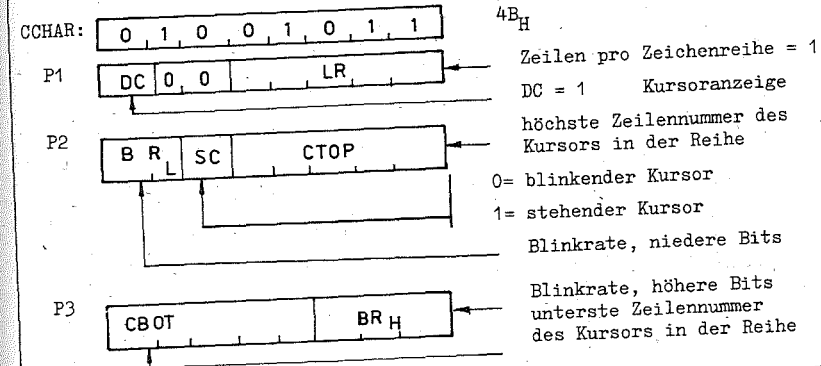 CCHAR: 0 1 0 0 1 0 1 1 4BH
Zeilen pro Zeichenreihe = 1
P1 DC 0 0 LR
DC = 1 Kursoranzeige
höchste Zeilennummer des
Kursors in der Reihe
P2 B RL SC CTOP
0= blinkender Kursor
1= stehender Kursor
Blinkrate, niedere Bits
Blinkrate, höhere Bits
unterste Zeilennummer
des Kursors in der Reihe
P3 CBOT BRH